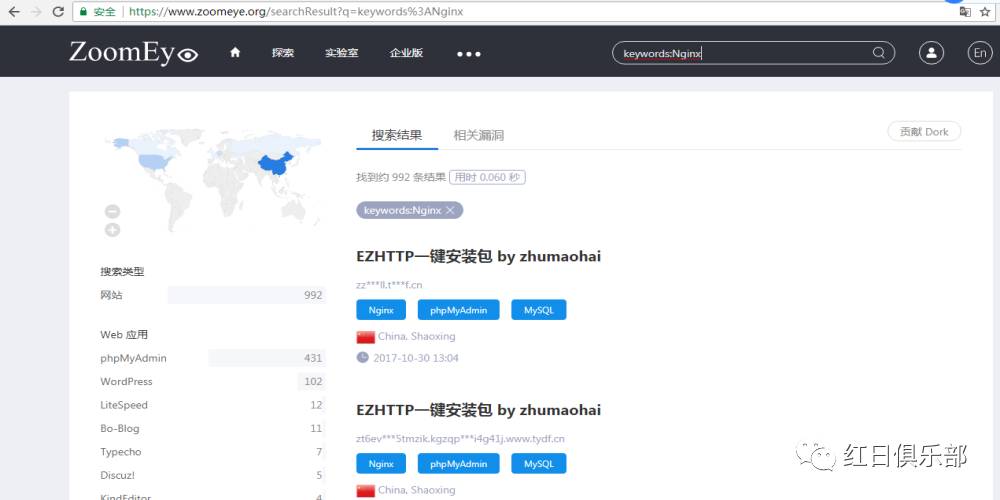 安全 https://www.zoomeye.org/searchResult?q=keywords%3ANginx
ZoomEye 探索 实验室 企业版 ••• keywords:Nginx En
搜索结果 相关漏洞 贡献 Dork
找到约 992 条结果 用时 0.060 秒
keywords:Nginx
EZHTTP一键安装包 by zhumaohai
zz***ll.t***f.cn
Nginx phpMyAdmin MySQL
China, Shaoxing
2017-10-30 13:04
EZHTTP一键安装包 by zhumaohai
zt6ev***5tmzik.kgzqp***i4g41j.www.tydf.cn
Nginx phpMyAdmin MySQL
China, Shaoxing
搜索类型
网站 992
Web 应用
phpMyAdmin 431
WordPress 102
LiteSpeed 12
Bo-Blog 11
Typecho 7
Discuz! 5
KindEditor 4
红日俱乐部